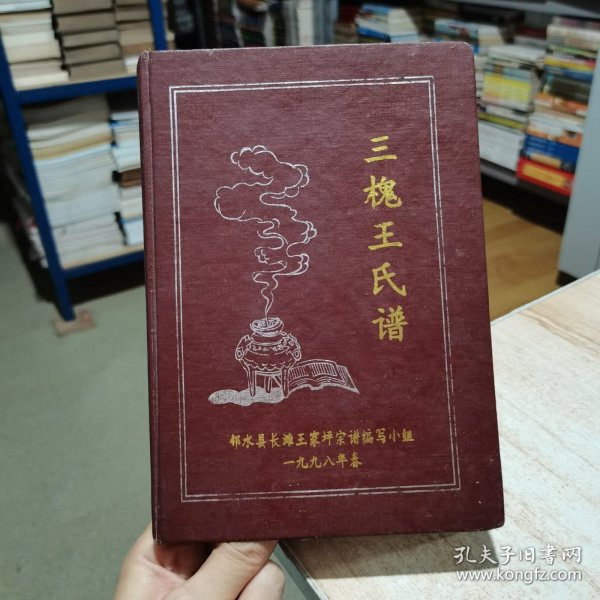 三槐王氏谱
邻水县长滩王家坪宗谱编写小组
一九九八年春
孔夫子旧书网
www.kongfz.com